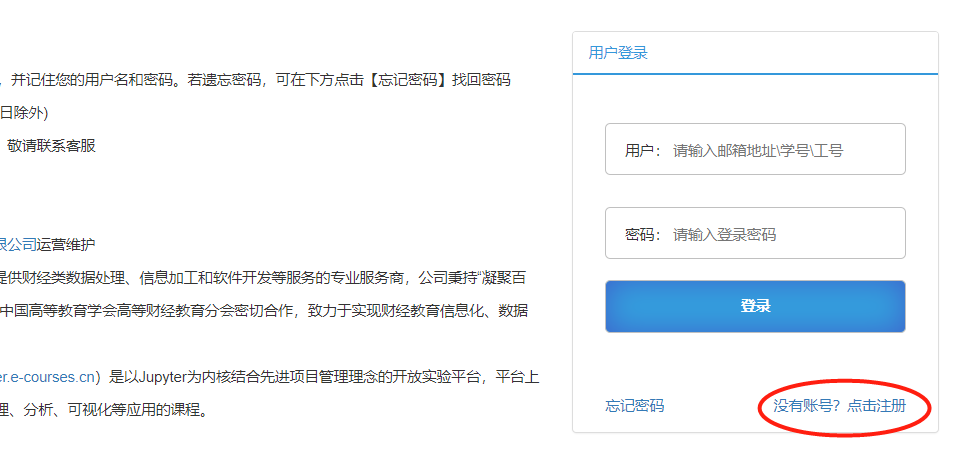 ，并记住您的用户名和密码。若遗忘密码，可在下方点击【忘记密码】找回密码
日除外)
，敬请联系客服
限公司运营维护
提供财经类数据处理、信息加工和软件开发等服务的专业服务商，公司秉持“凝聚百
中国高等教育学会高等财经教育分会密切合作，致力于实现财经教育信息化、数据
er.e-courses.cn）是以Jupyter为内核结合先进项目管理理念的开放实验平台，平台上
理、分析、可视化等应用的课程。
用户登录
用户： 请输入邮箱地址\学号\工号
密码： 请输入登录密码
登录
忘记密码
没有账号？点击注册